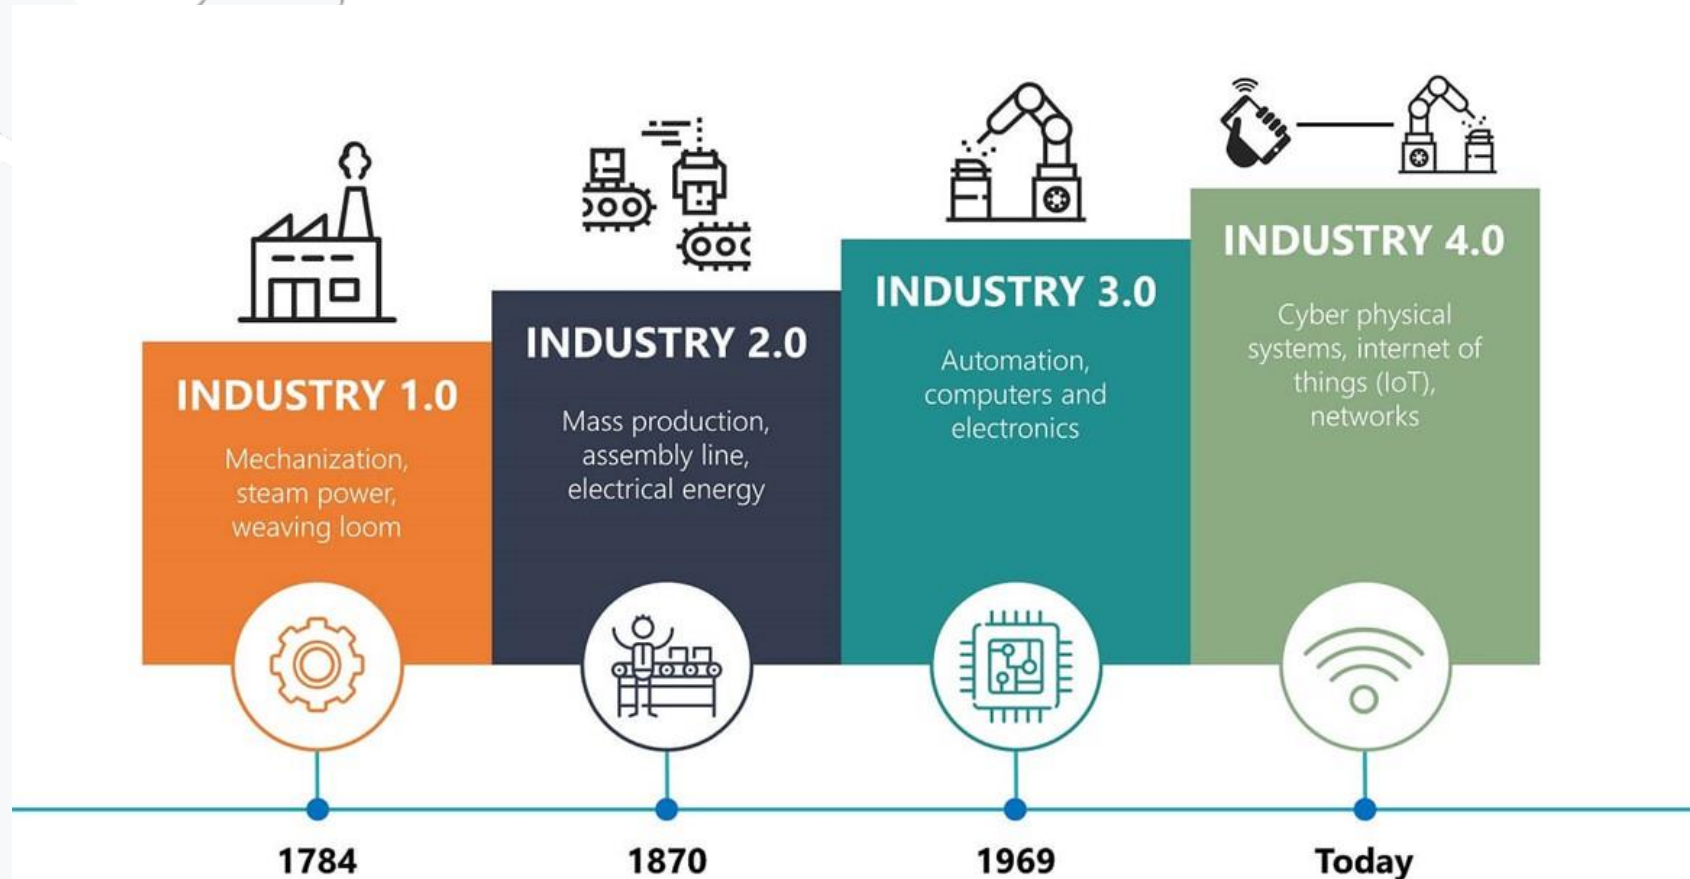 INDUSTRY 1.0
Mechanization,
steam power,
weaving loom
1784
INDUSTRY 2.0
Mass production,
assembly line,
electrical energy
1870
INDUSTRY 3.0
Automation,
computers and
electronics
1969
INDUSTRY 4.0
Cyber physical
systems, internet of
things (IoT),
networks
Today